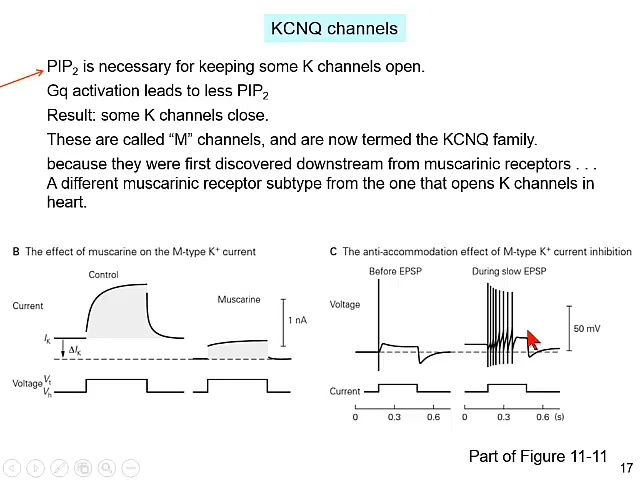 KCNQ channels
PIP2 is necessary for keeping some K channels open.
Gq activation leads to less PIP2
Result: some K channels close.
These are called “M” channels, and are now termed the KCNQ family.
because they were first discovered downstream from muscarinic receptors . . .
A different muscarinic receptor subtype from the one that opens K channels in
heart.
B The effect of muscarine on the M-type K+ current
Control
Muscarine
Current
1 nA
IK
ΔIK
Voltage Vt
Vh
C The anti-accommodation effect of M-type K+ current inhibition
Before EPSP
During slow EPSP
Voltage
50 mV
Current
0 0.3 0.6 0 0.3 0.6 (s)
Part of Figure 11-11
17